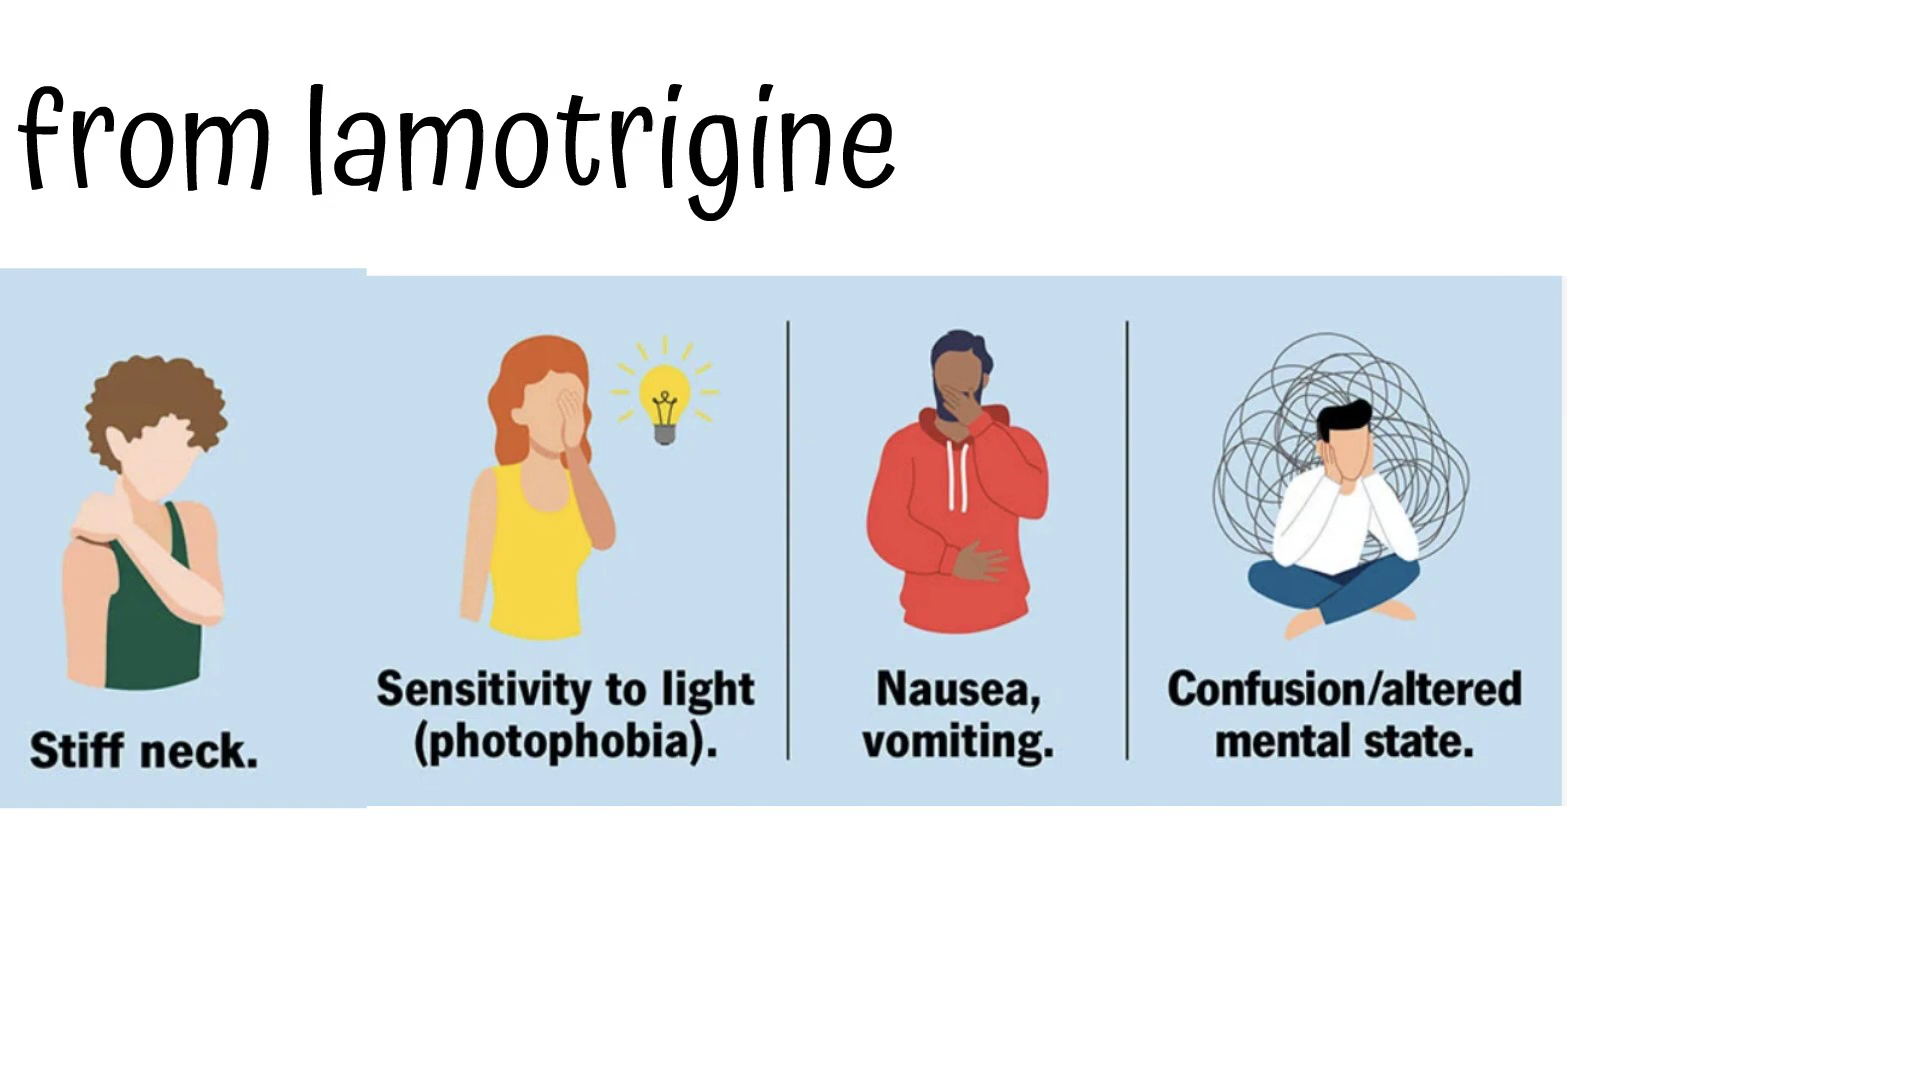 from lamotrigine
Stiff neck.
Sensitivity to light
(photophobia).
Nausea,
vomiting.
Confusion/altered
mental state.